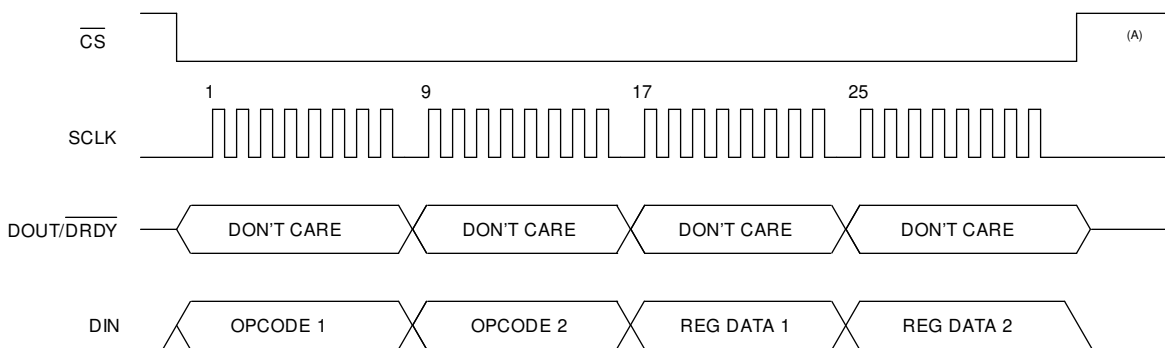 CS
(A)
1 9 17 25
SCLK
DOUT/DRDY DON'T CARE DON'T CARE DON'T CARE DON'T CARE
DIN OPCODE 1 OPCODE 2 REG DATA 1 REG DATA 2